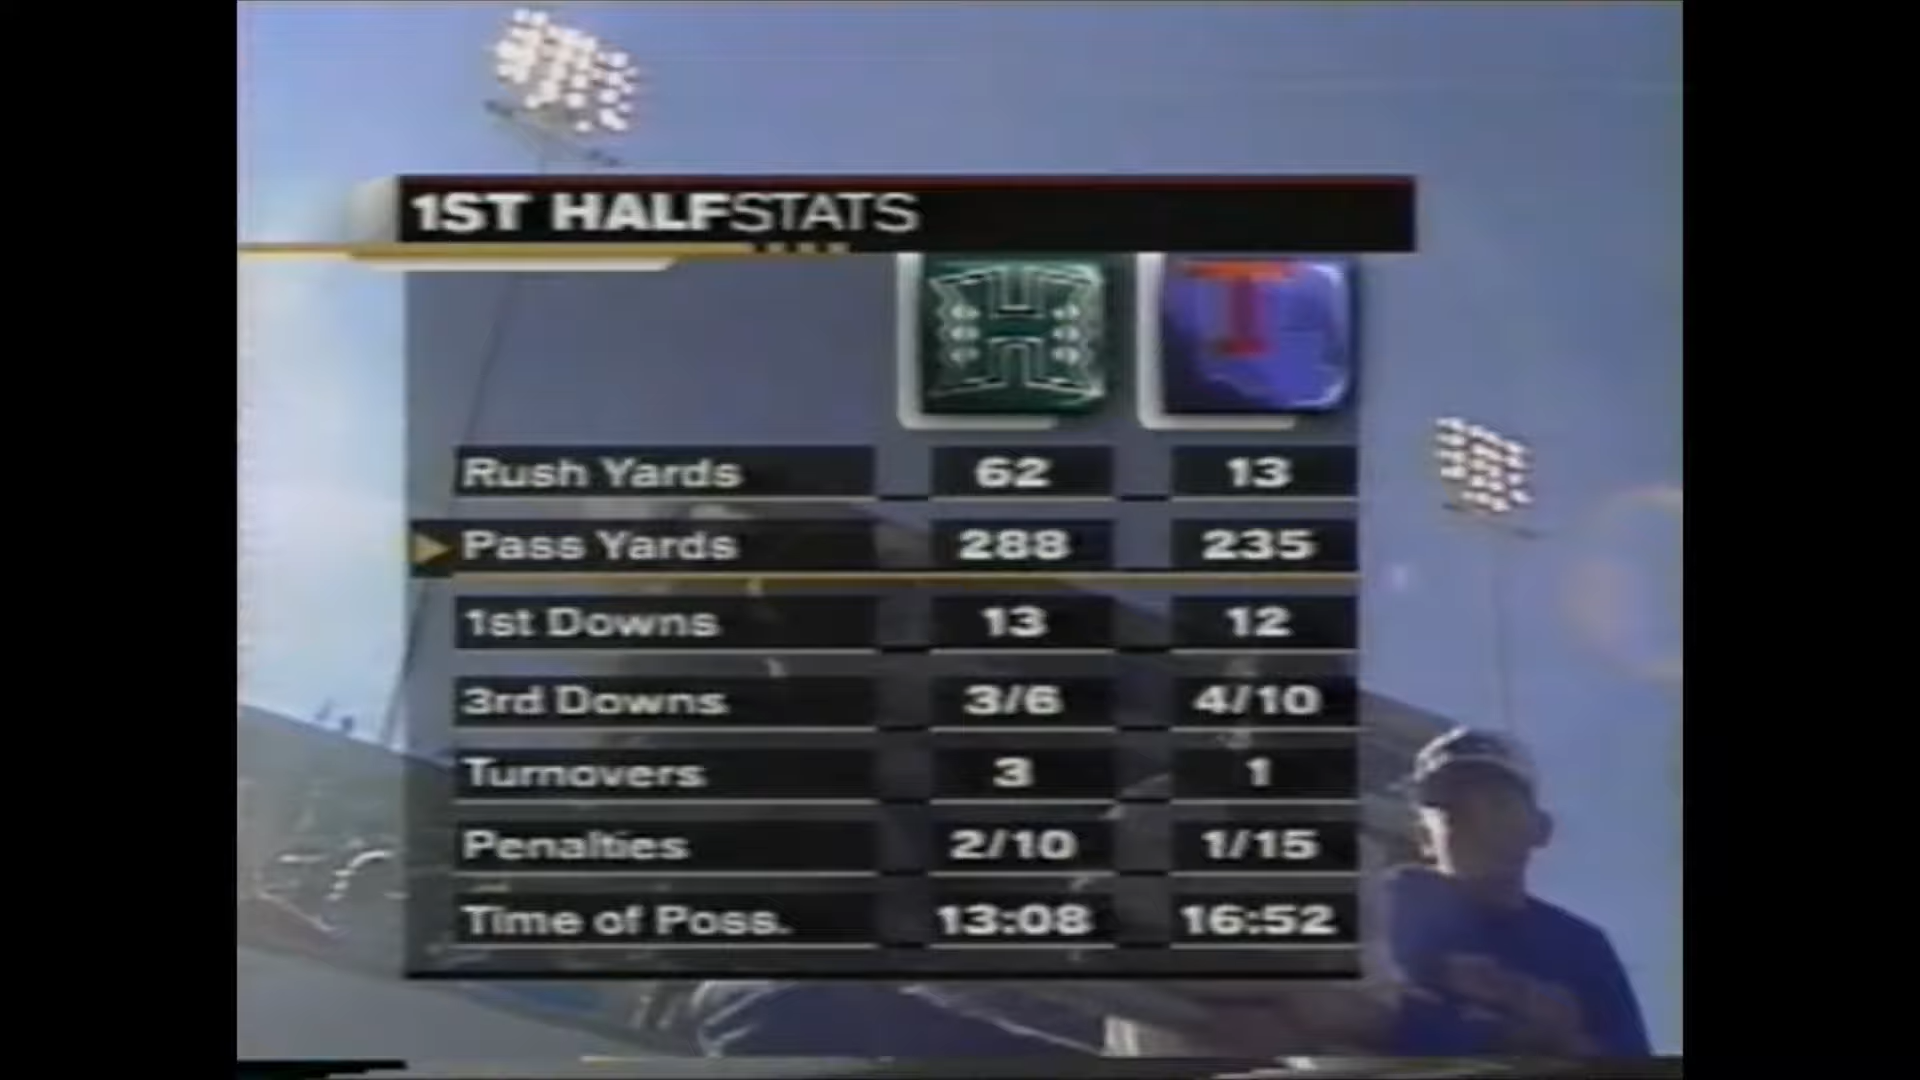 1ST HALFSTATS
H T
Rush Yards 62 13
Pass Yards 288 235
1st Downs 13 12
3rd Downs 3/6 4/10
Turnovers 3 1
Penalties 2/10 1/15
Time of Poss. 13:08 16:52